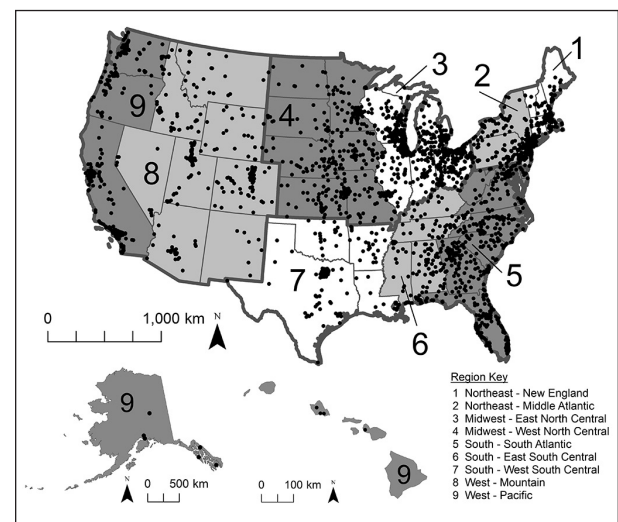 1
2
3
9
4
8
7
5
6
0 1,000 km
N
Region Key
1 Northeast - New England
2 Northeast - Middle Atlantic
3 Midwest - East North Central
4 Midwest - West North Central
5 South - South Atlantic
6 South - East South Central
7 South - West South Central
8 West - Mountain
9 West - Pacific
9
9
N
0 500 km
0 100 km
N